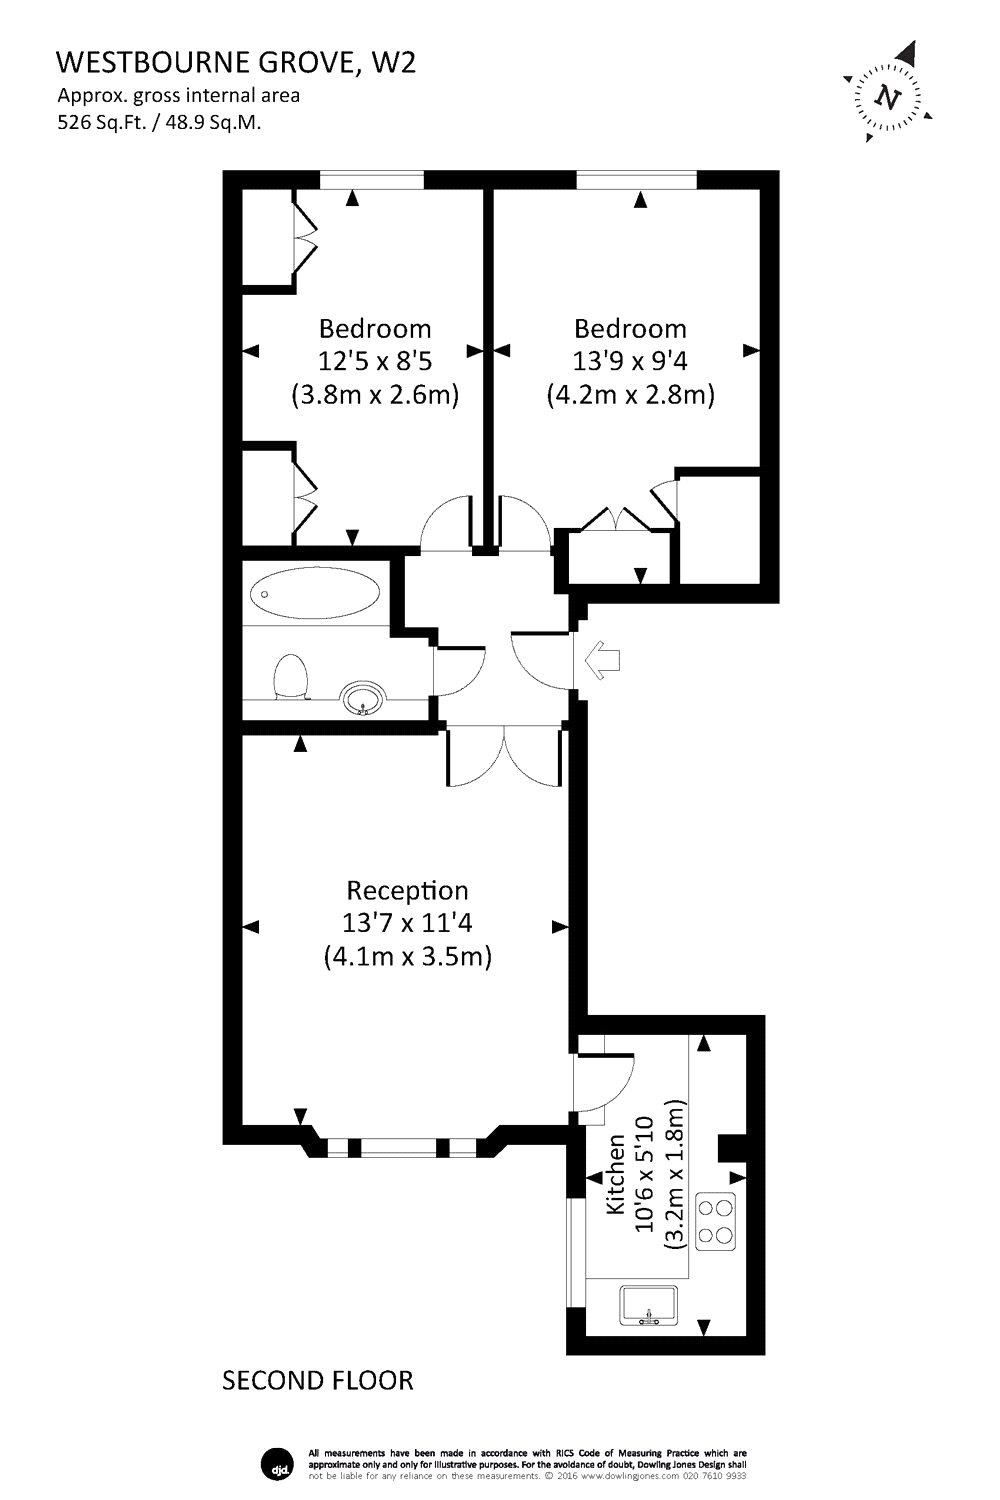 WESTBOURNE GROVE, W2
Approx. gross internal area
526 Sq.Ft. / 48.9 Sq.M.
N
Bedroom
12'5 x 8'5
(3.8m x 2.6m)
Bedroom
13'9 x 9'4
(4.2m x 2.8m)
Reception
13'7 x 11'4
(4.1m x 3.5m)
Kitchen
10'6 x 5'10
(3.2m x 1.8m)
SECOND FLOOR
djd.
All measurements have been made in accordance with RICS Code of Measuring Practice which are
approximate only and only for illustrative purposes. For the avoidance of doubt, Dowling Jones Design shall
not be liable for any reliance on these measurements. © 2016 www.dowlingjones.com 020 7610 9933